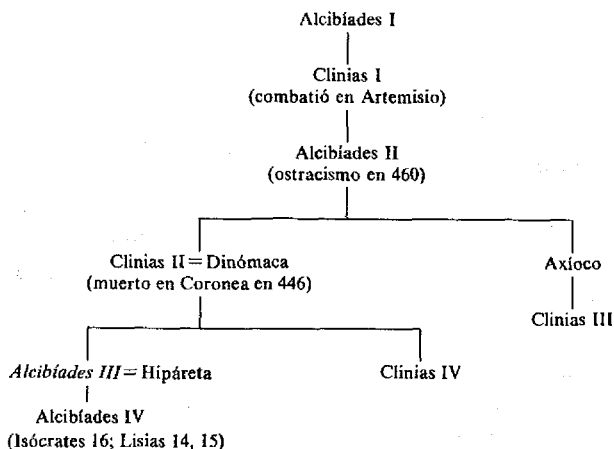 Alcibíades I
Clinias I
(combatió en Artemisio)
Alcibíades II
(ostracismo en 460)
Clinias II = Dinómaca
(muerto en Coronea en 446)
Axíoco
Clinias III
Alcibíades III = Hipáreta
Clinias IV
Alcibíades IV
(Isócrates 16; Lisias 14, 15)